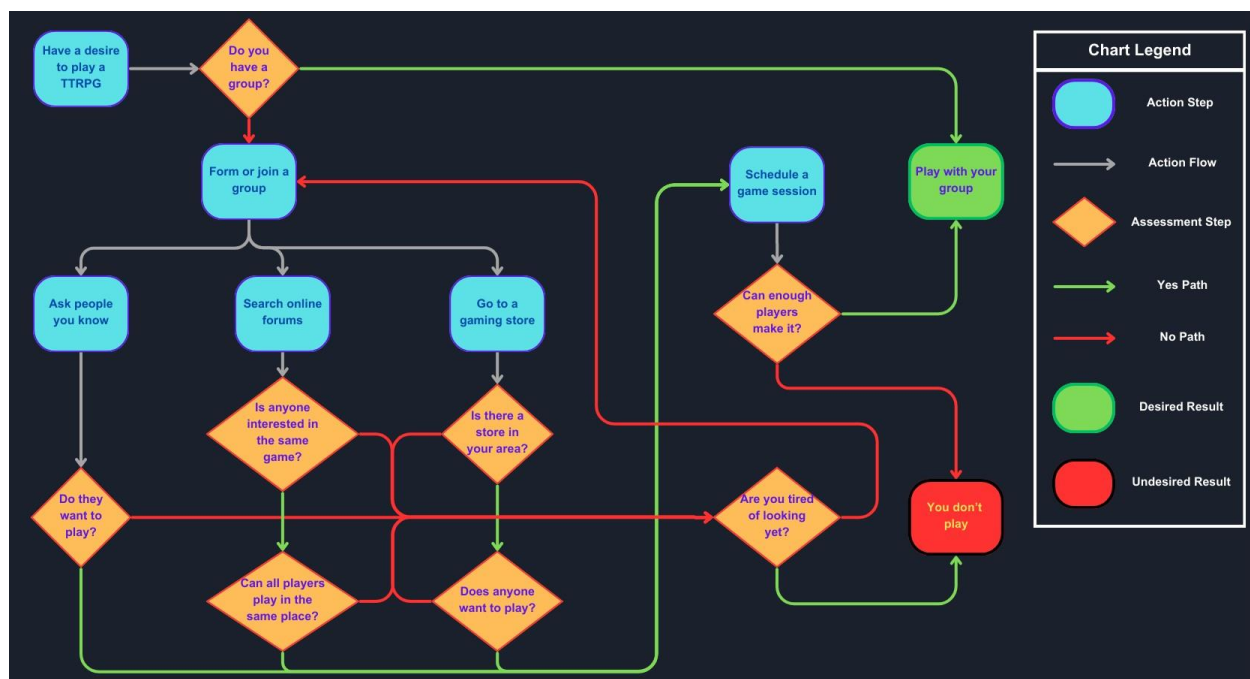 Have a desire
to play a
TTRPG
Do you
have a
group?
Form or join a
group
Schedule a
game session
Play with your
group
Ask people
you know
Search online
forums
Go to a
gaming store
Can enough
players
make it?
Is anyone
interested in
the same
game?
Is there a
store in
your area?
Do they
want to
play?
Are you tired
of looking
yet?
You don't
play
Can all players
play in the
same place?
Does anyone
want to play?
Chart Legend
Action Step
Action Flow
Assessment Step
Yes Path
No Path
Desired Result
Undesired Result